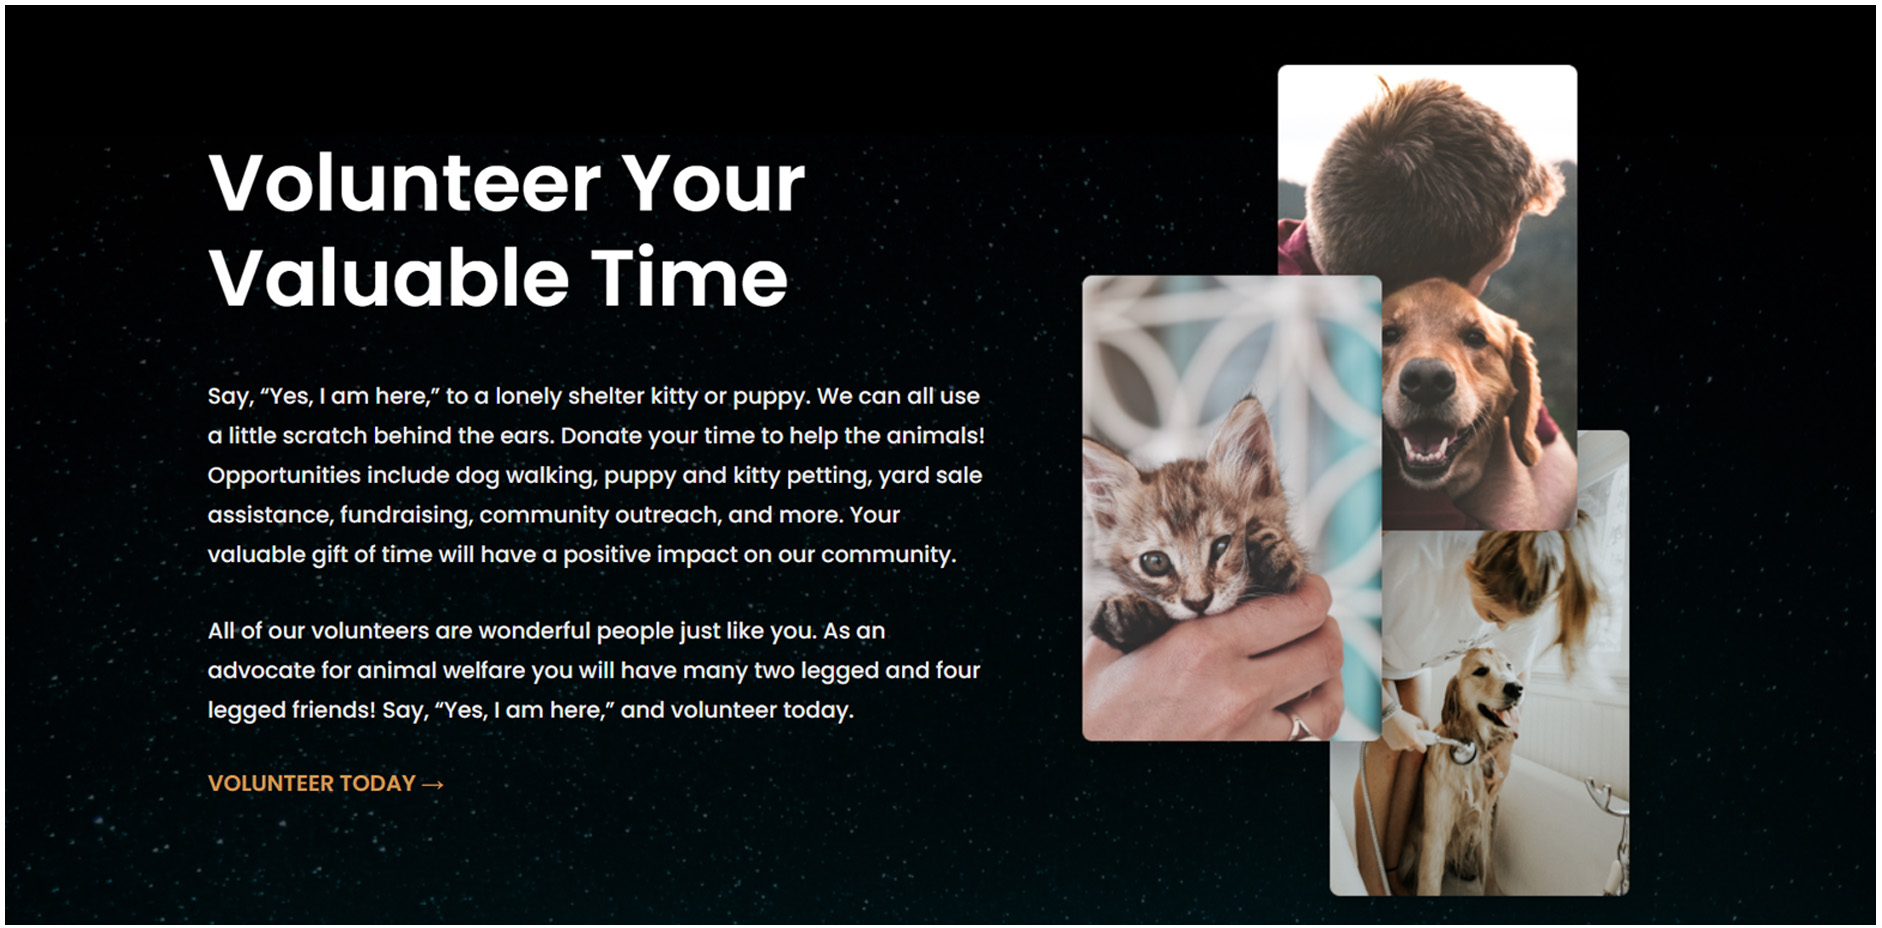 Volunteer Your
Valuable Time
Say, “Yes, I am here,” to a lonely shelter kitty or puppy. We can all use
a little scratch behind the ears. Donate your time to help the animals!
Opportunities include dog walking, puppy and kitty petting, yard sale
assistance, fundraising, community outreach, and more. Your
valuable gift of time will have a positive impact on our community.
All of our volunteers are wonderful people just like you. As an
advocate for animal welfare you will have many two legged and four
legged friends! Say, “Yes, I am here,” and volunteer today.
VOLUNTEER TODAY →